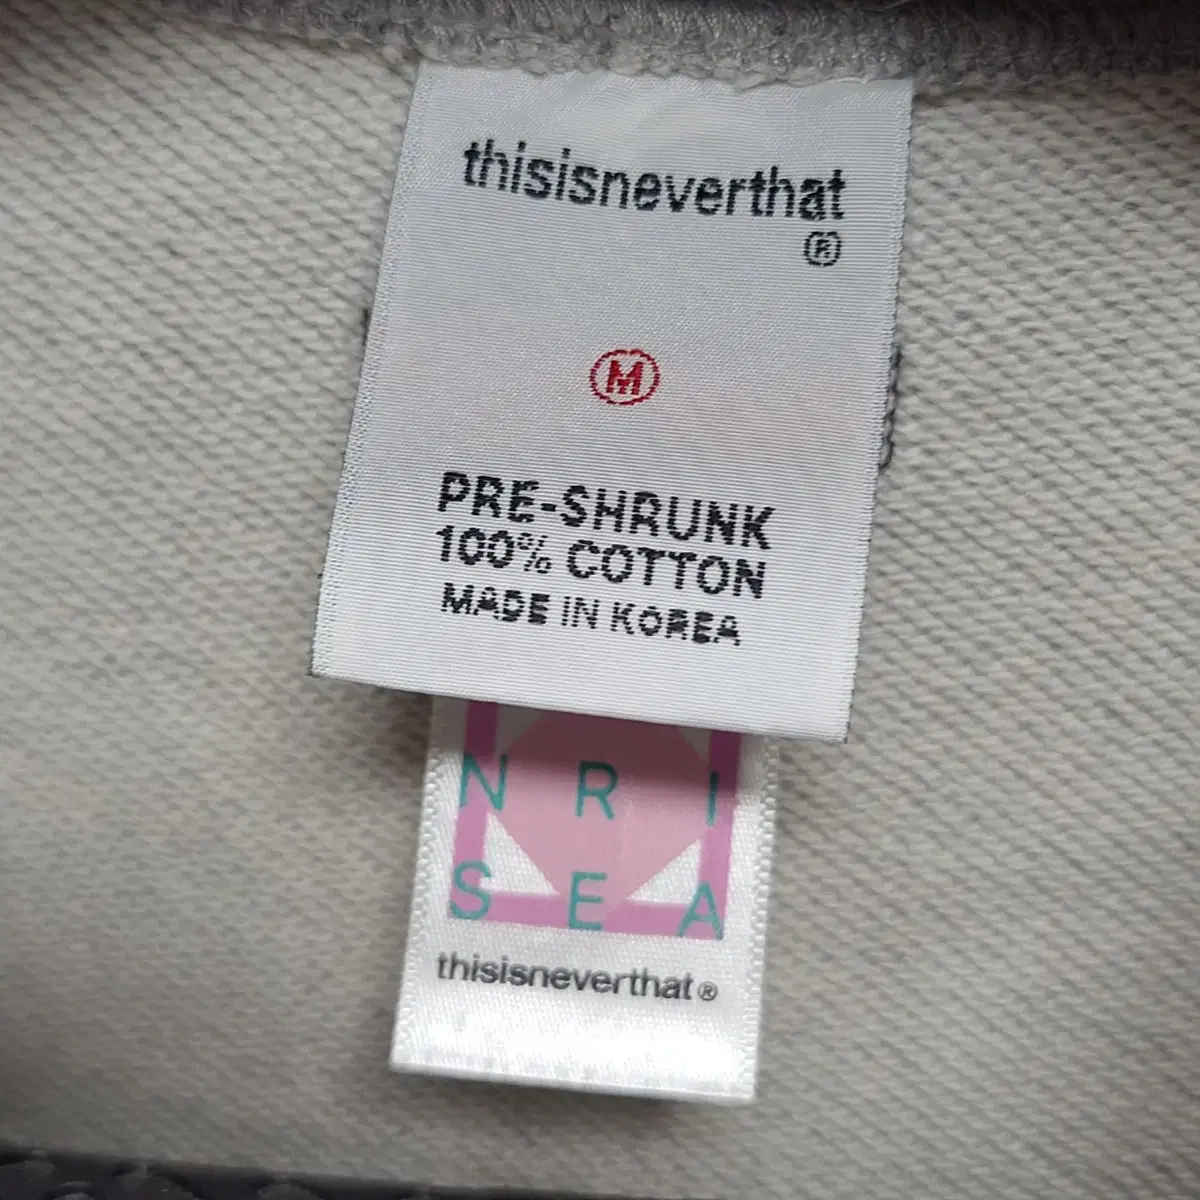 thisisneverthat
®
M
PRE-SHRUNK
100% COTTON
MADE IN KOREA
N R I
S E A
thisisneverthat®